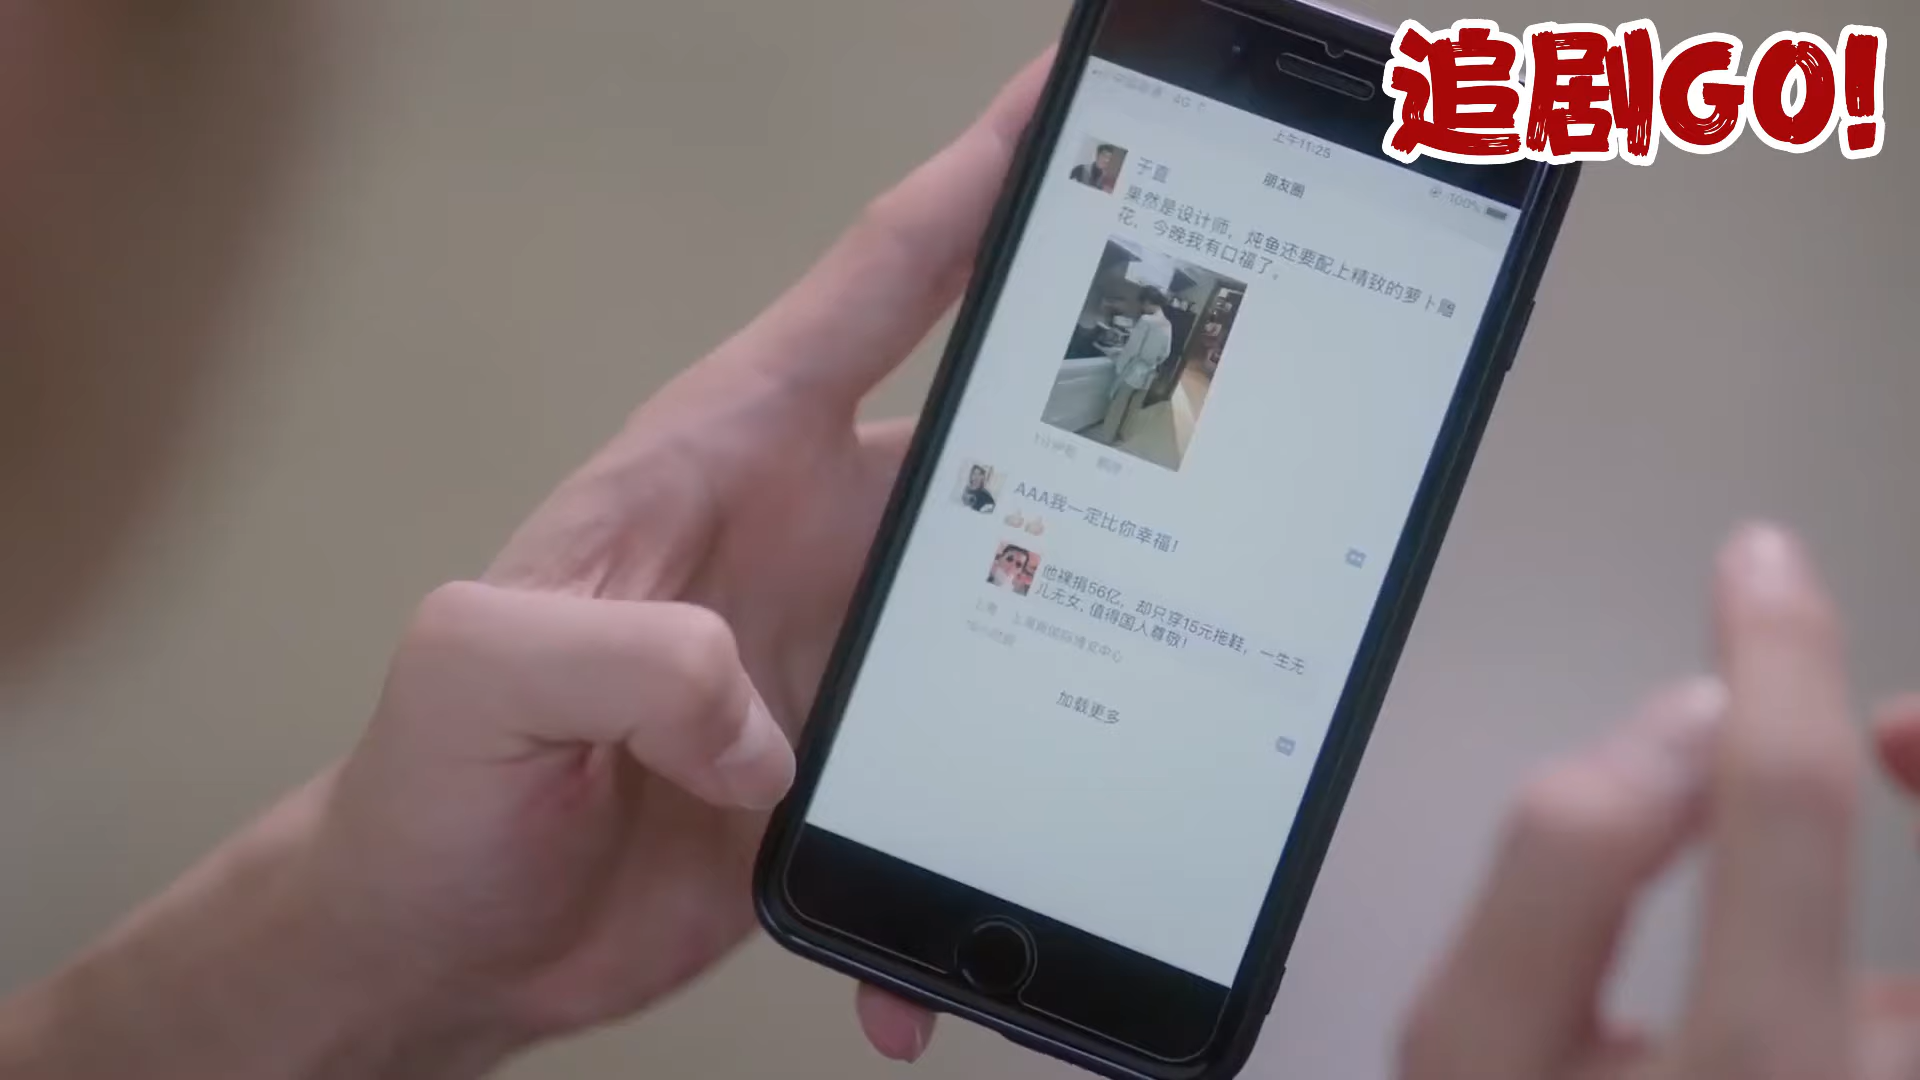 追剧GO!
4G
上午11:25
100%
朋友圈
于直
果然是设计师，炖鱼还要配上精致的萝卜雕
花，今晚我有口福了。
AAA我一定比你幸福!
他裸捐56亿，却只穿15元拖鞋，一生无
儿无女,值得国人尊敬!
加载更多